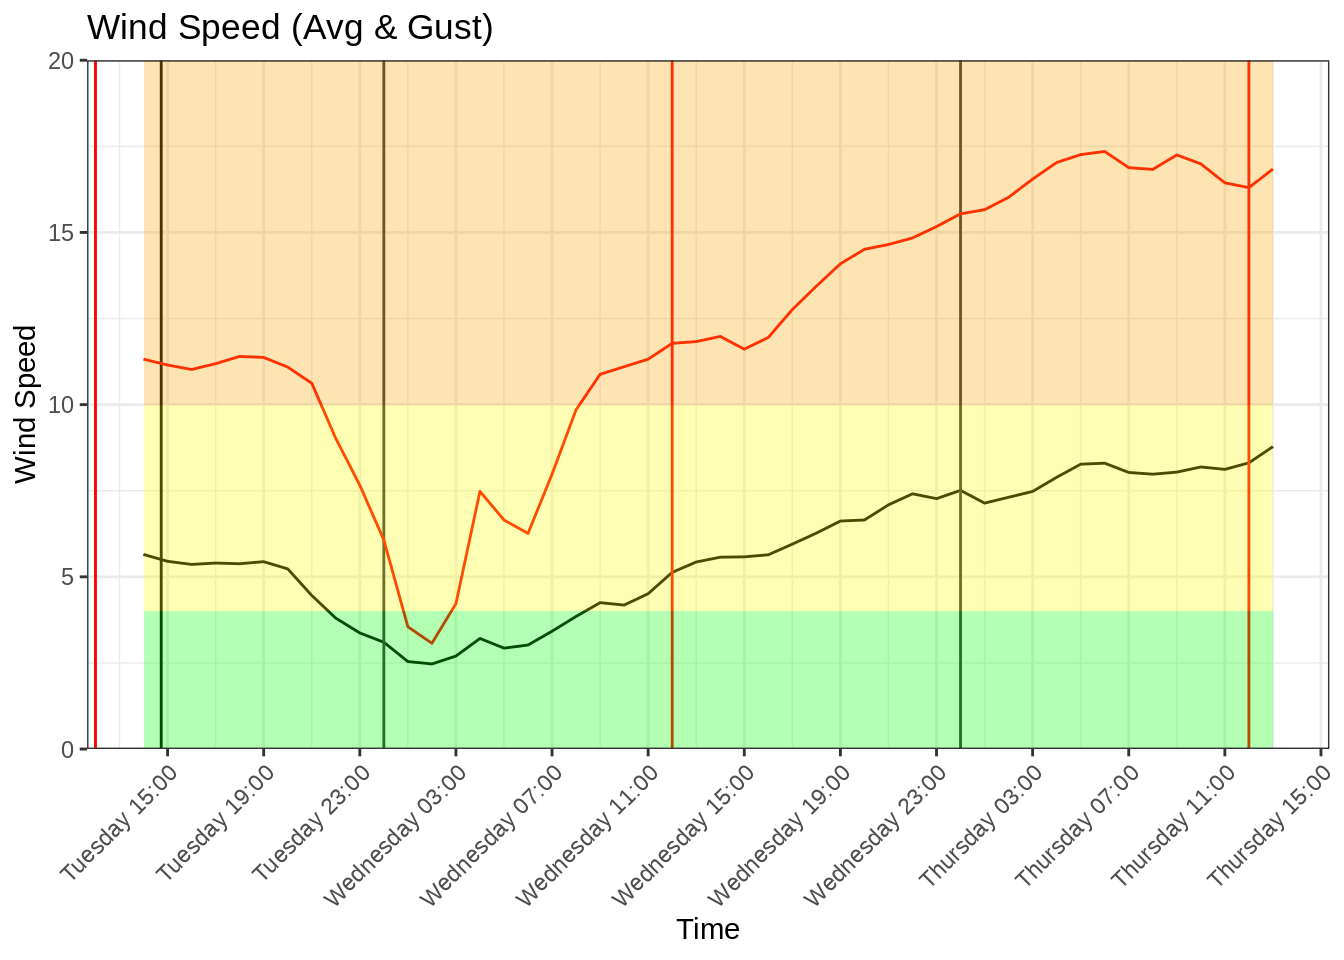 Wind Speed (Avg & Gust)
20
15
10
5
0
Wind Speed
Tuesday 15:00
Tuesday 19:00
Tuesday 23:00
Wednesday 03:00
Wednesday 07:00
Wednesday 11:00
Wednesday 15:00
Wednesday 19:00
Wednesday 23:00
Thursday 03:00
Thursday 07:00
Thursday 11:00
Thursday 15:00
Time